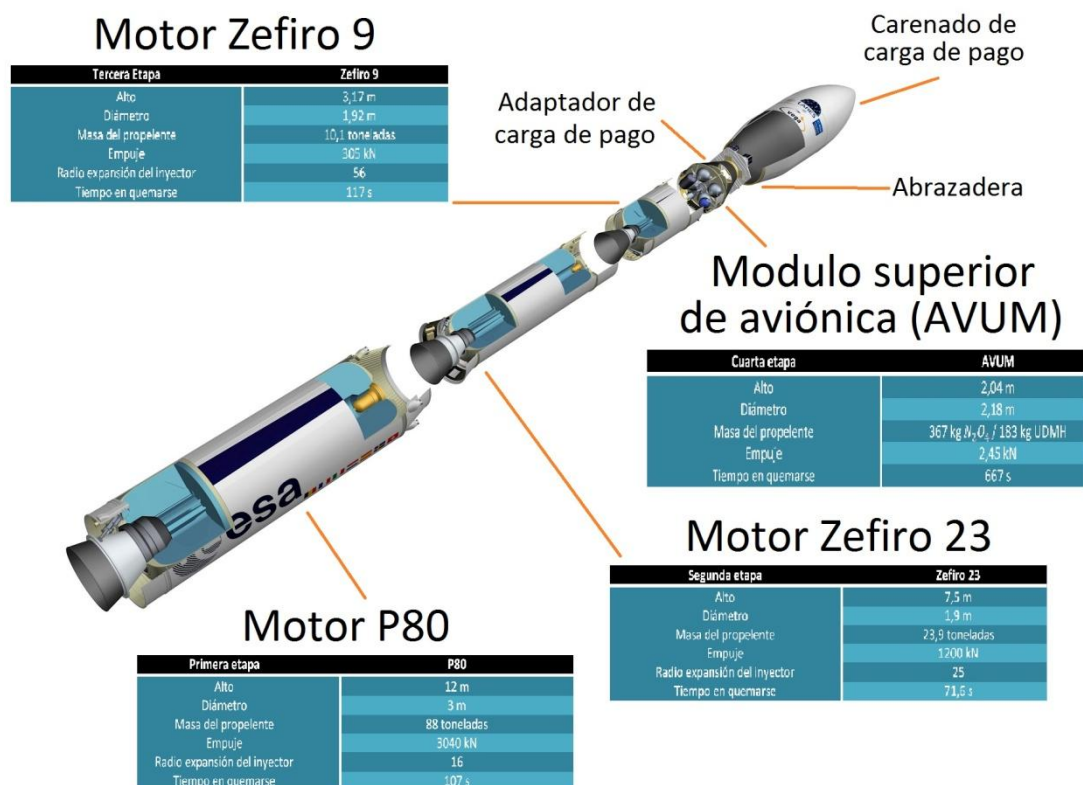 Motor Zefiro 9
Tercera Etapa Zefiro 9
Alto 3,17 m
Diámetro 1,92 m
Masa del propelente 10,1 toneladas
Empuje 305 kN
Radio expansión del inyector 56
Tiempo en quemarse 117 s
Carenado de
carga de pago
Adaptador de
carga de pago
Abrazadera
Modulo superior
de aviónica (AVUM)
Cuarta etapa AVUM
Alto 2,04 m
Diámetro 2,18 m
Masa del propelente 367 kg N₂O₄ / 183 kg UDMH
Empuje 2,45 kN
Tiempo en quemarse 667 s
esa
Motor Zefiro 23
Segunda etapa Zefiro 23
Alto 7,5 m
Diámetro 1,9 m
Masa del propelente 23,9 toneladas
Empuje 1200 kN
Radio expansión del inyector 25
Tiempo en quemarse 71,6 s
Motor P80
Primera etapa P80
Alto 12 m
Diámetro 3 m
Masa del propelente 88 toneladas
Empuje 3040 kN
Radio expansión del inyector 16
Tiempo en quemarse 107 s